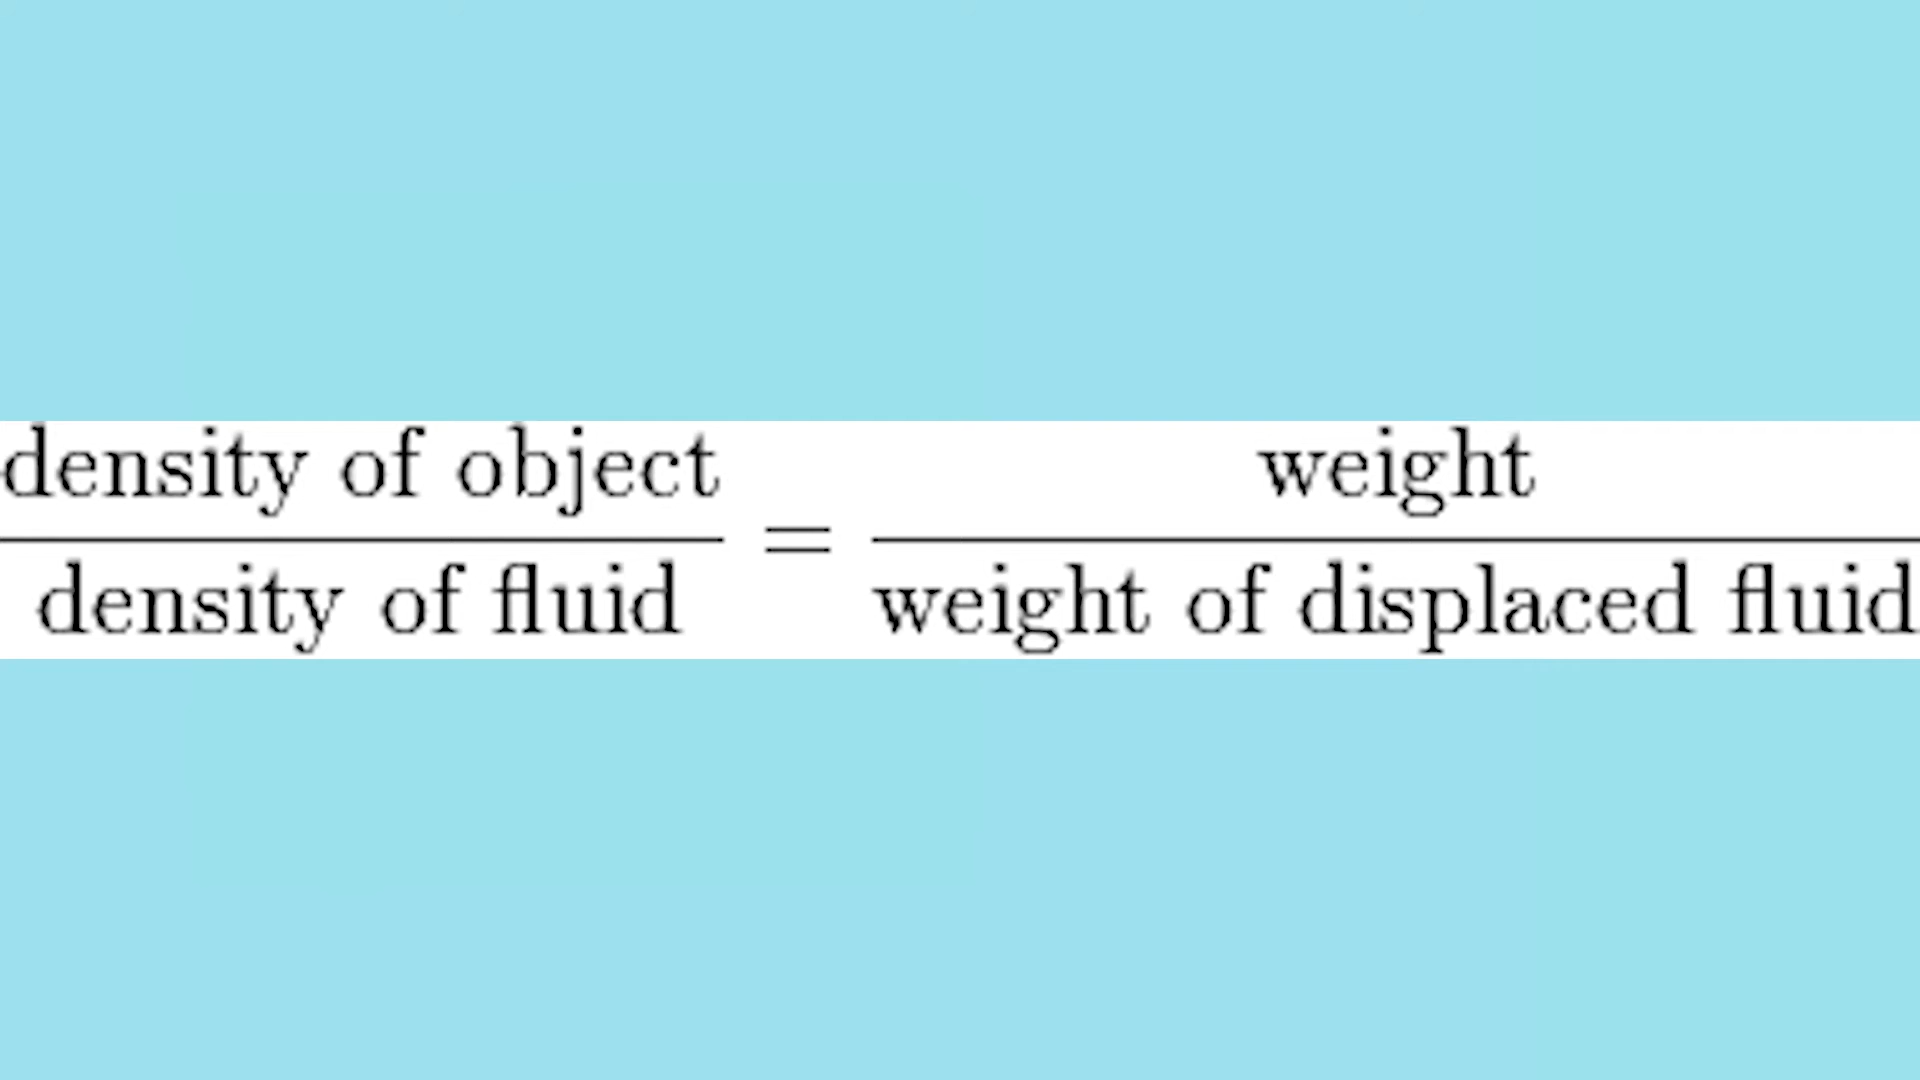 density of object
density of fluid
=
weight
weight of displaced fluid